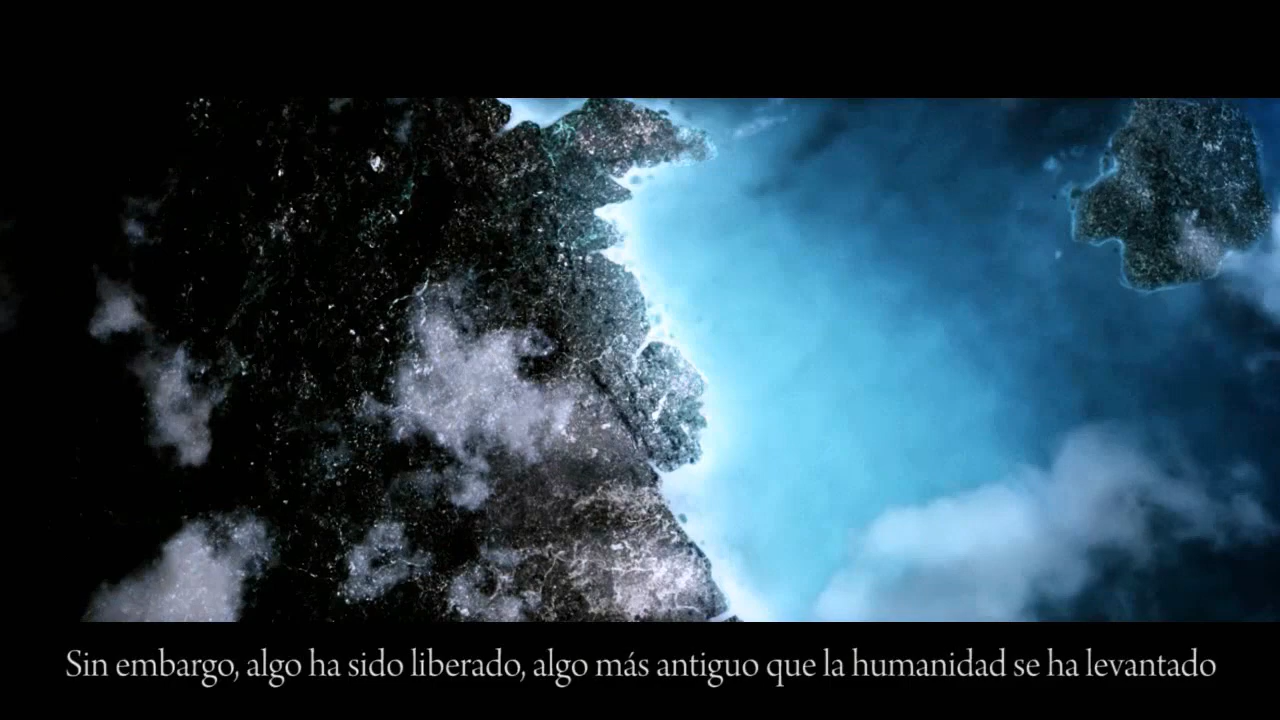 Sin embargo, algo ha sido liberado, algo más antiguo que la humanidad se ha levantado